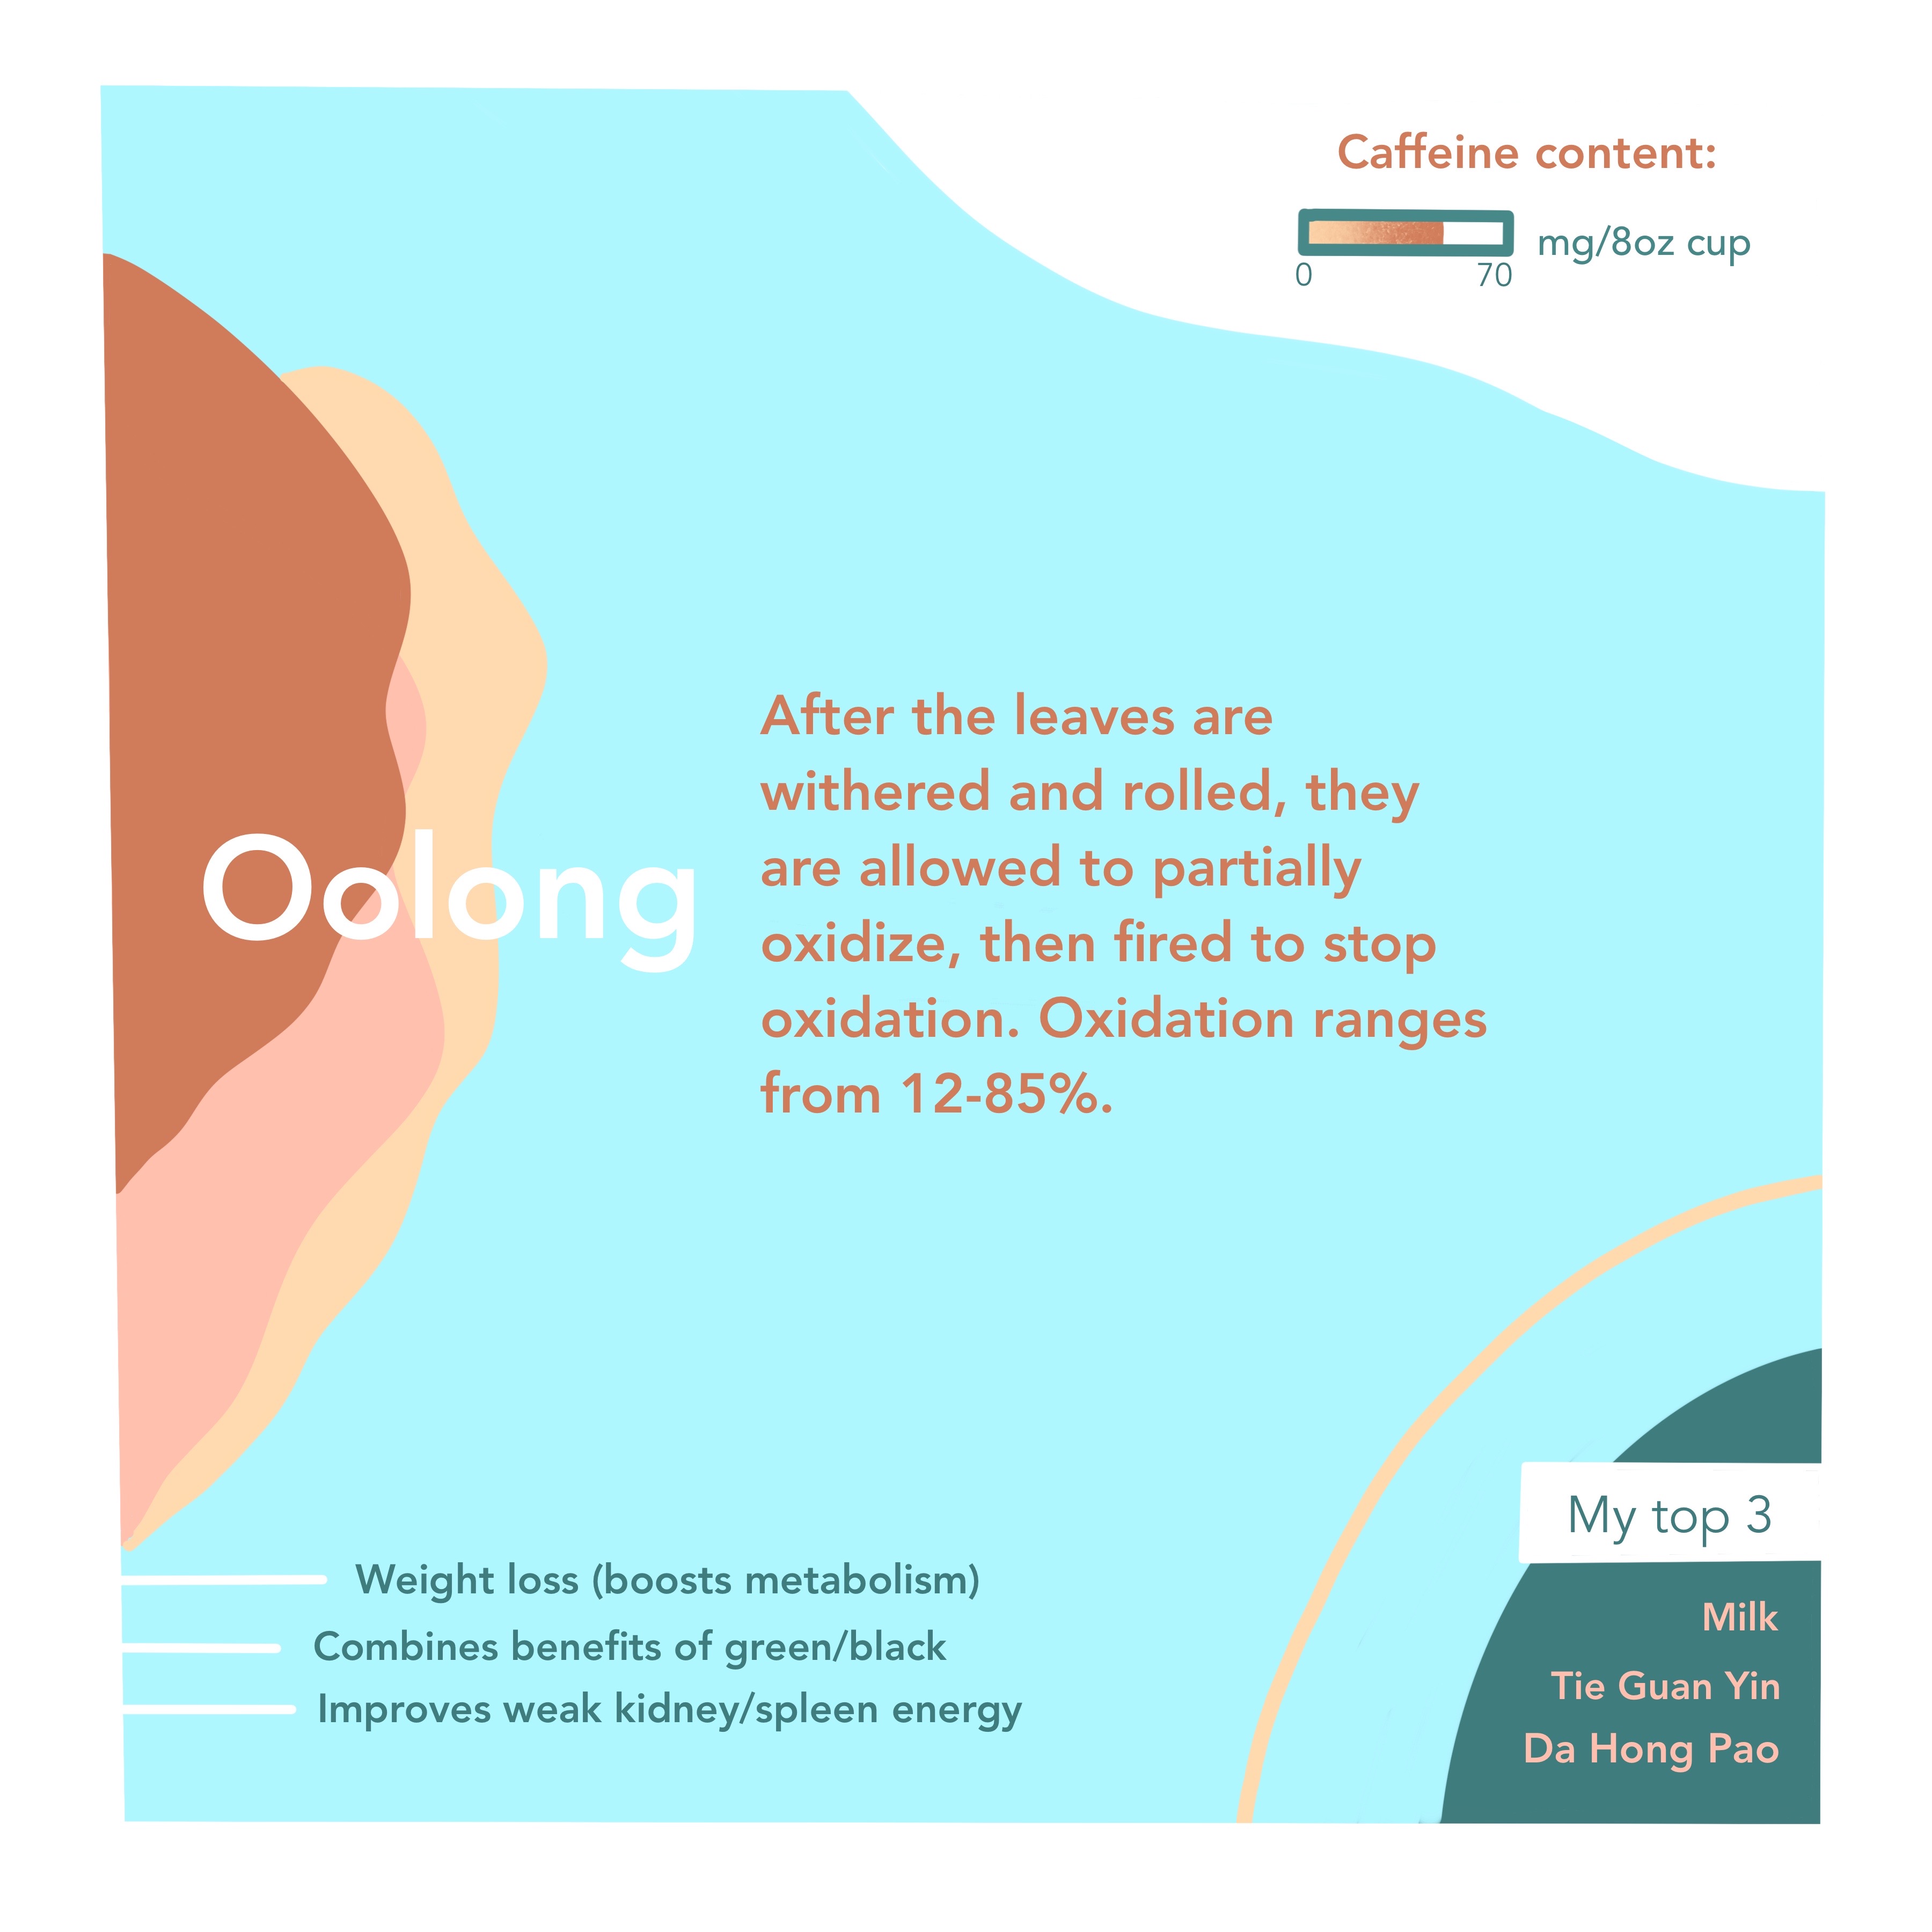 Caffeine content:
mg/8oz cup
0 70
Oolong
After the leaves are
withered and rolled, they
are allowed to partially
oxidize, then fired to stop
oxidation. Oxidation ranges
from 12-85%.
Weight loss (boosts metabolism)
Combines benefits of green/black
Improves weak kidney/spleen energy
My top 3
Milk
Tie Guan Yin
Da Hong Pao